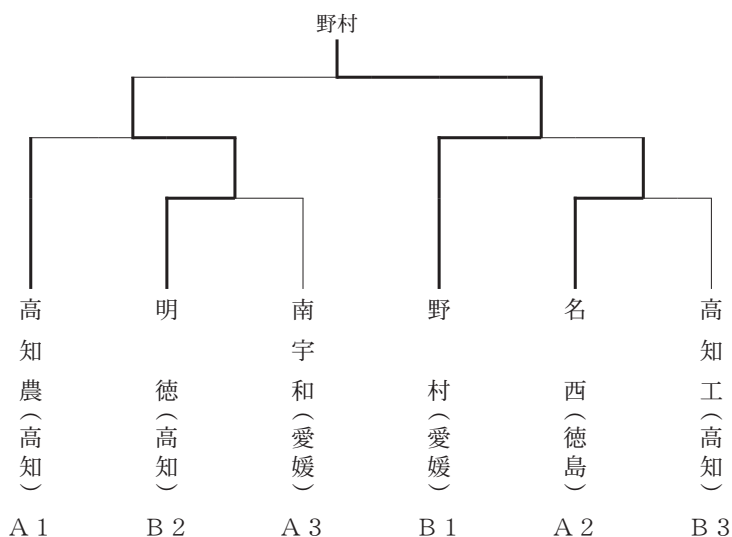 野村
高知農(高知)
明徳(高知)
南宇和(愛媛)
野村(愛媛)
名西(徳島)
高知工(高知)
A1
B2
A3
B1
A2
B3